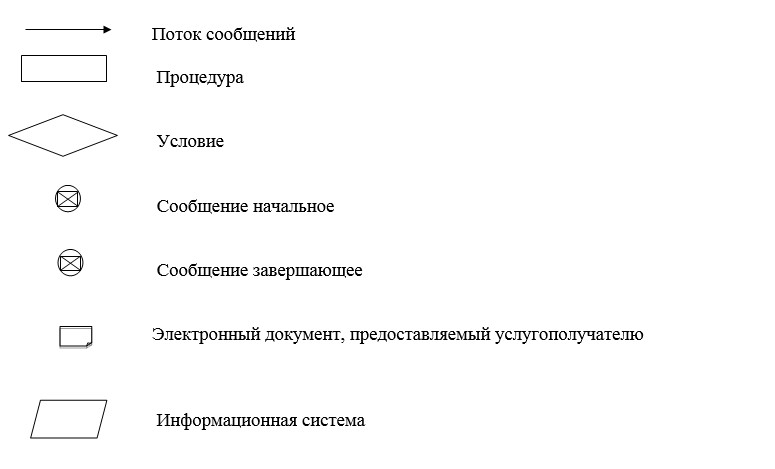 Поток сообщений
Процедура
Условие
Сообщение начальное
Сообщение завершающее
Электронный документ, предоставляемый услугополучателю
Информационная система